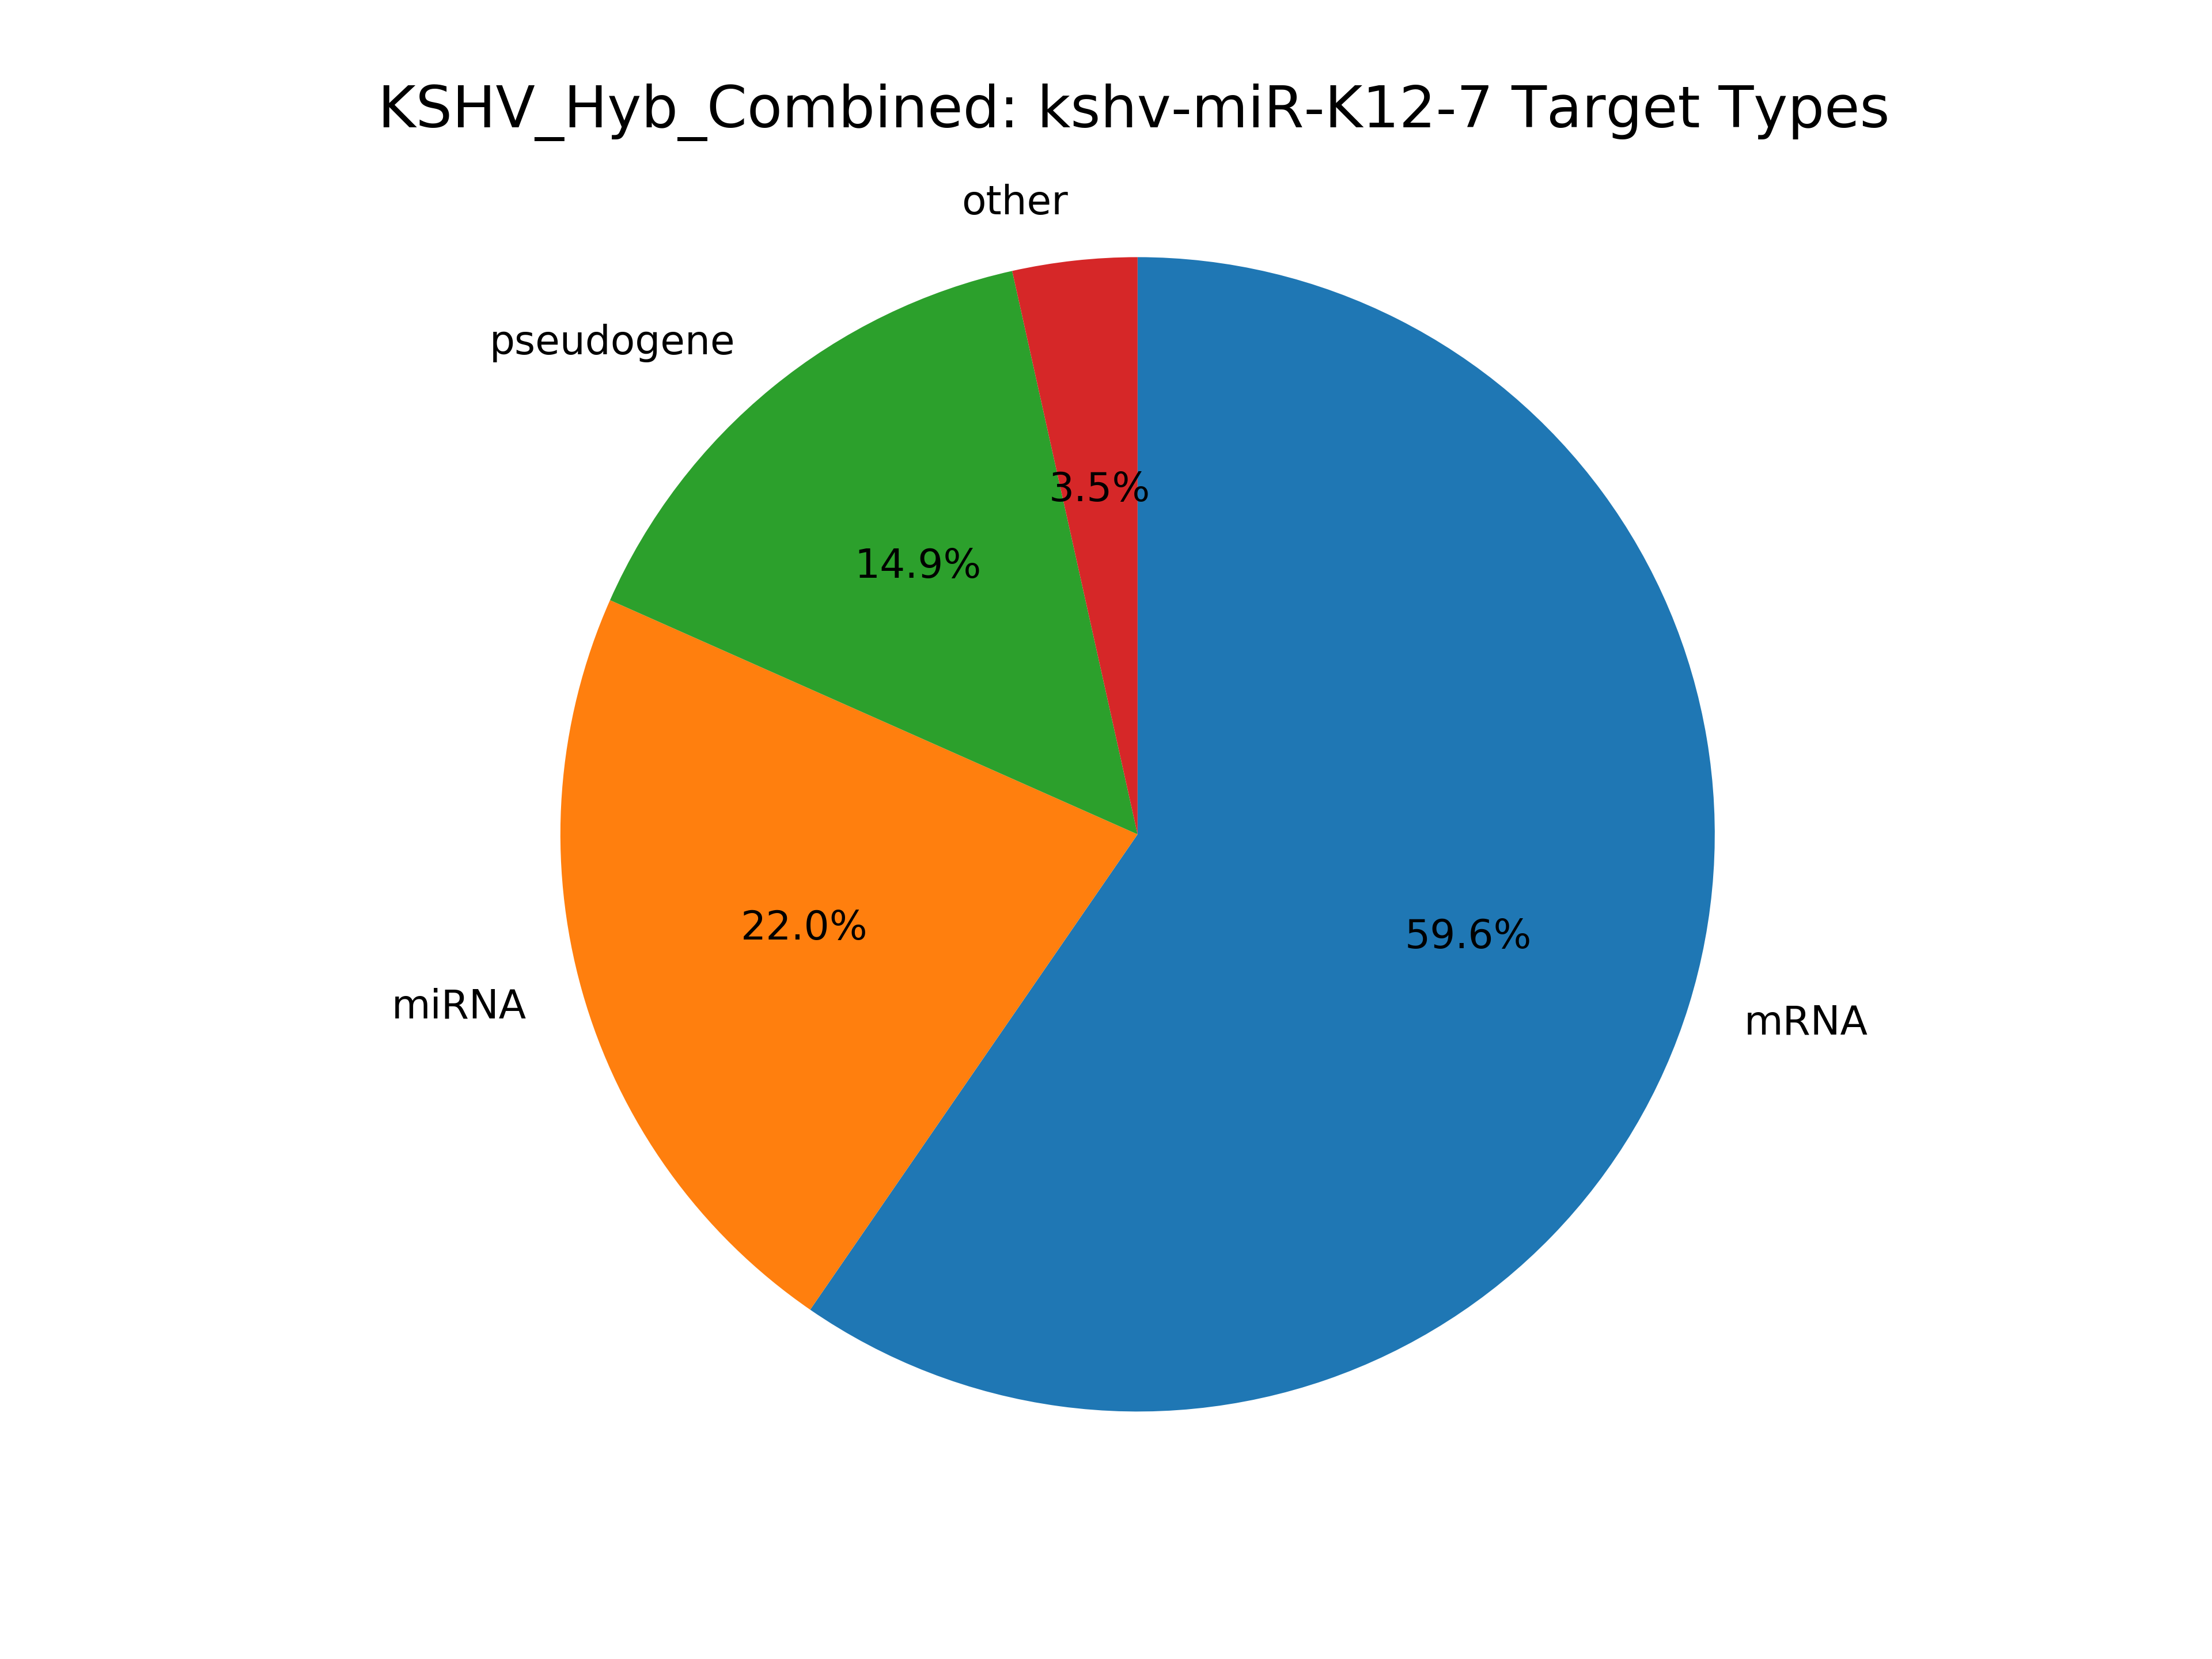 KSHV_Hyb_Combined: kshv-miR-K12-7 Target Types
other
pseudogene
3.5%
14.9%
22.0%
59.6%
miRNA
mRNA